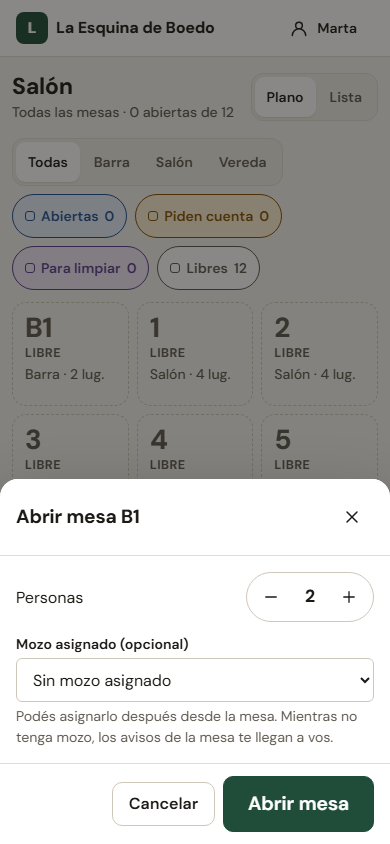 L La Esquina de Boedo Marta
Salón
Todas las mesas · 0 abiertas de 12
Plano Lista
Todas Barra Salón Vereda
Abiertas 0 Piden cuenta 0
Para limpiar 0 Libres 12
B1 1 2
LIBRE LIBRE LIBRE
Barra · 2 lug. Salón · 4 lug. Salón · 4 lug.
3 4 5
LIBRE LIBRE LIBRE
Abrir mesa B1
Personas 2
Mozo asignado (opcional)
Sin mozo asignado
Podés asignarlo después desde la mesa. Mientras no
tenga mozo, los avisos de la mesa te llegan a vos.
Cancelar Abrir mesa